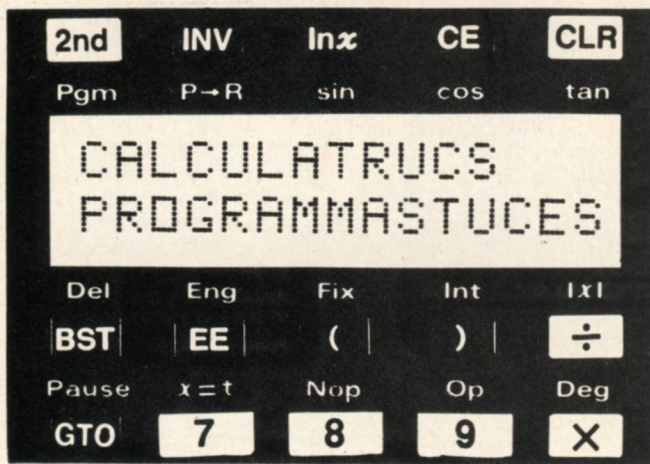 2nd INV lnx CE CLR
Pgm P→R sin cos tan
CALCULATRUCS
PROGRAMMASTUCES
Del Eng Fix Int |x|
BST EE ( ) ÷
Pause x=t Nop Op Deg
GTO 7 8 9 ×